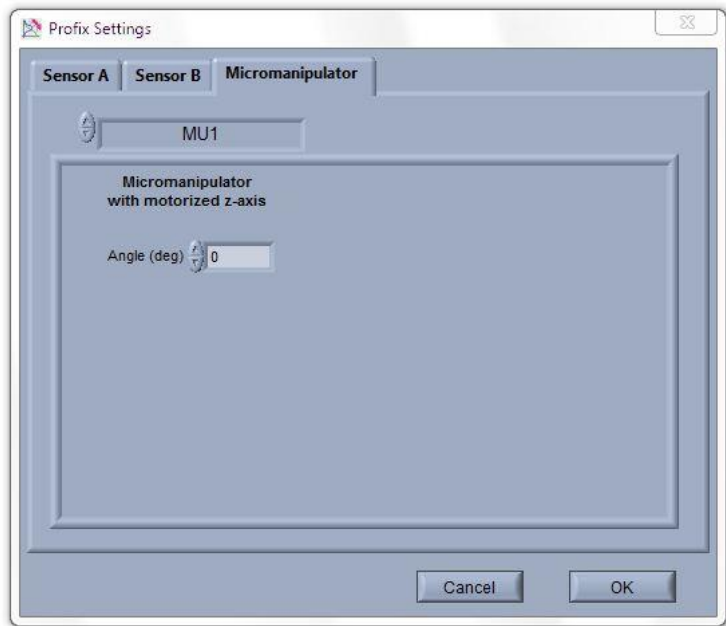 Profix Settings
Sensor A Sensor B Micromanipulator
MU1
Micromanipulator
with motorized z-axis
Angle (deg) 0
Cancel OK